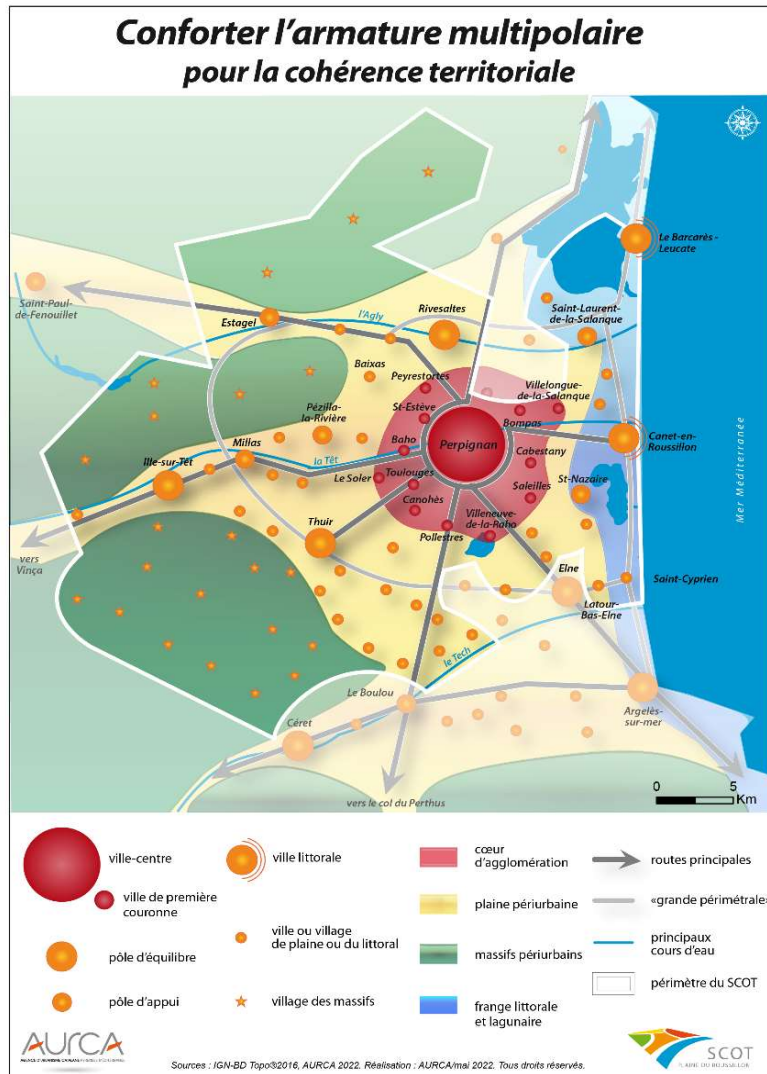 Conforter l'armature multipolaire
pour la cohérence territoriale
Le Barcarès -
Leucate
Saint-Paul-
de-Fenouillet
Estagel
l'Agly
Rivesaltes
Saint-Laurent-
de-la-Salanque
Baixas
Peyrestortes
Villelongue-
de-la-Salanque
Pézilla-
la-Rivière
St-Estève
Bompas
Millas
Baho
Perpignan
Canet-en-
Roussillon
Ille-sur-Têt
la Têt
Cabestany
Le Soler
Toulouges
St-Nazaire
Saleilles
Canohès
Thuir
Villeneuve-
de-la-Raho
Pollestres
vers
Vinça
Elne
Saint-Cyprien
Latour-
Bas-Elne
le Tech
Le Boulou
Céret
Argelès-
sur-mer
Mer Méditerranée
vers le col du Perthus
0 5
Km
ville-centre
ville de première
couronne
pôle d'équilibre
pôle d'appui
ville littorale
ville ou village
de plaine ou du littoral
village des massifs
cœur
d'agglomération
plaine périurbaine
massifs périurbains
frange littorale
et lagunaire
routes principales
«grande périmétrale»
principaux
cours d'eau
périmètre du SCOT
AURCA
SCOT
PLAINE DU ROUSSILLON
Sources : IGN-BD Topo®2016, AURCA 2022. Réalisation : AURCA/mai 2022. Tous droits réservés.